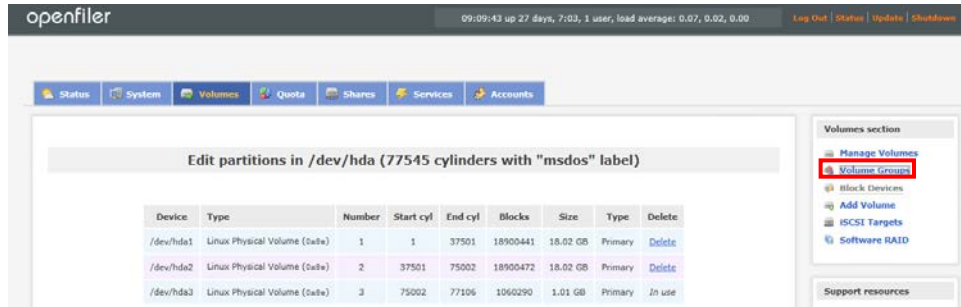 openfiler
09:09:43 up 27 days, 7:03, 1 user, load average: 0.07, 0.02, 0.00
Log Out | Status | Update | Shutdown
Status System Volumes Quota Shares Services Accounts
Volumes section
Manage Volumes
Volume Groups
Block Devices
Add Volume
iSCSI Targets
Software RAID
Support resources
Edit partitions in /dev/hda (77545 cylinders with "msdos" label)
Device Type Number Start cyl End cyl Blocks Size Type Delete
/dev/hda1 Linux Physical Volume (0x8e) 1 1 37501 18900441 18.02 GB Primary Delete
/dev/hda2 Linux Physical Volume (0x8e) 2 37501 75002 18900472 18.02 GB Primary Delete
/dev/hda3 Linux Physical Volume (0x8e) 3 75002 77106 1060290 1.01 GB Primary In use